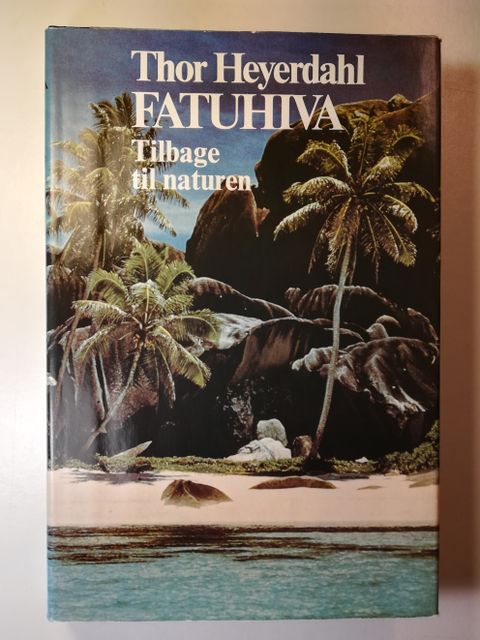 Thor Heyerdahl
FATUHIVA
Tilbage
til naturen